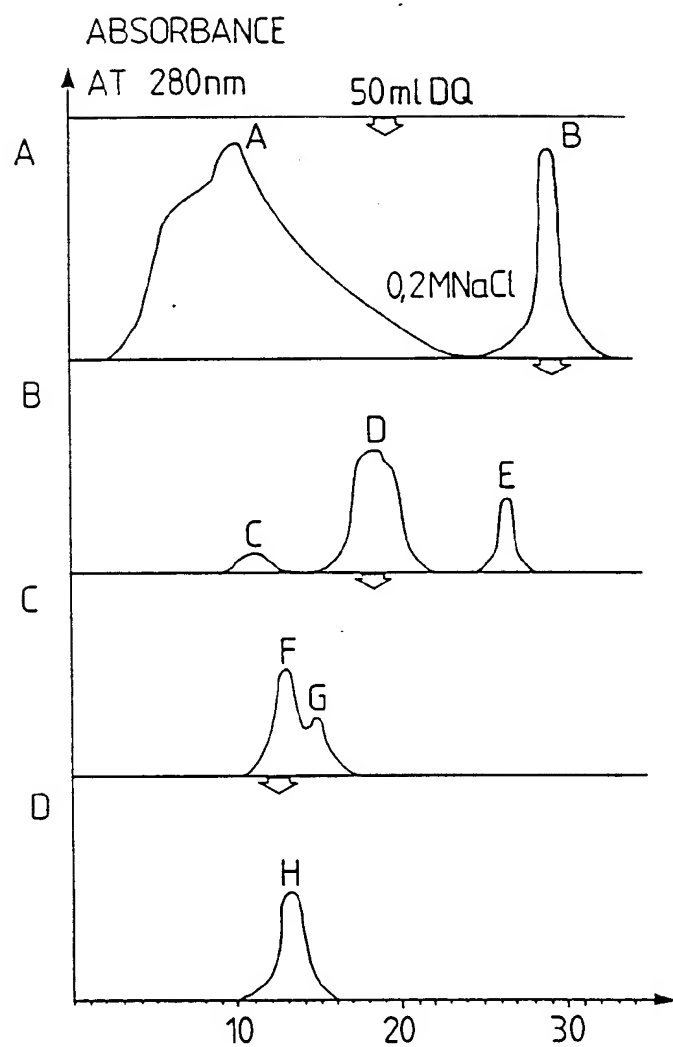 ABSORBANCE
AT 280nm
50ml DQ
A
A
B
0,2MNaCl
B
D
E
C
C
F
G
D
H
10 20 30